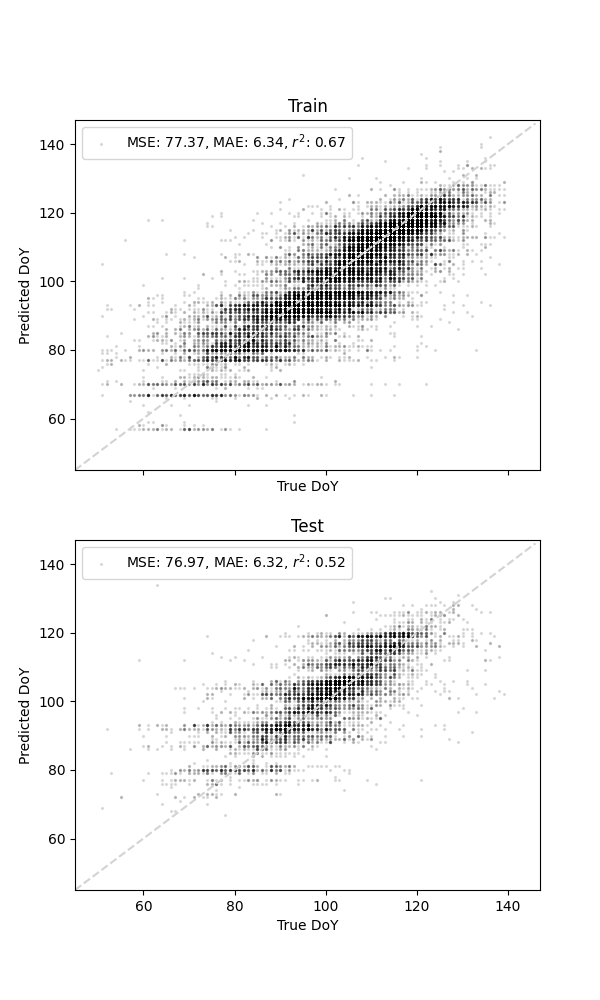 Train
MSE: 77.37, MAE: 6.34, r²: 0.67
140
120
100
80
60
Predicted DoY
True DoY
Test
MSE: 76.97, MAE: 6.32, r²: 0.52
140
120
100
80
60
Predicted DoY
60 80 100 120 140
True DoY